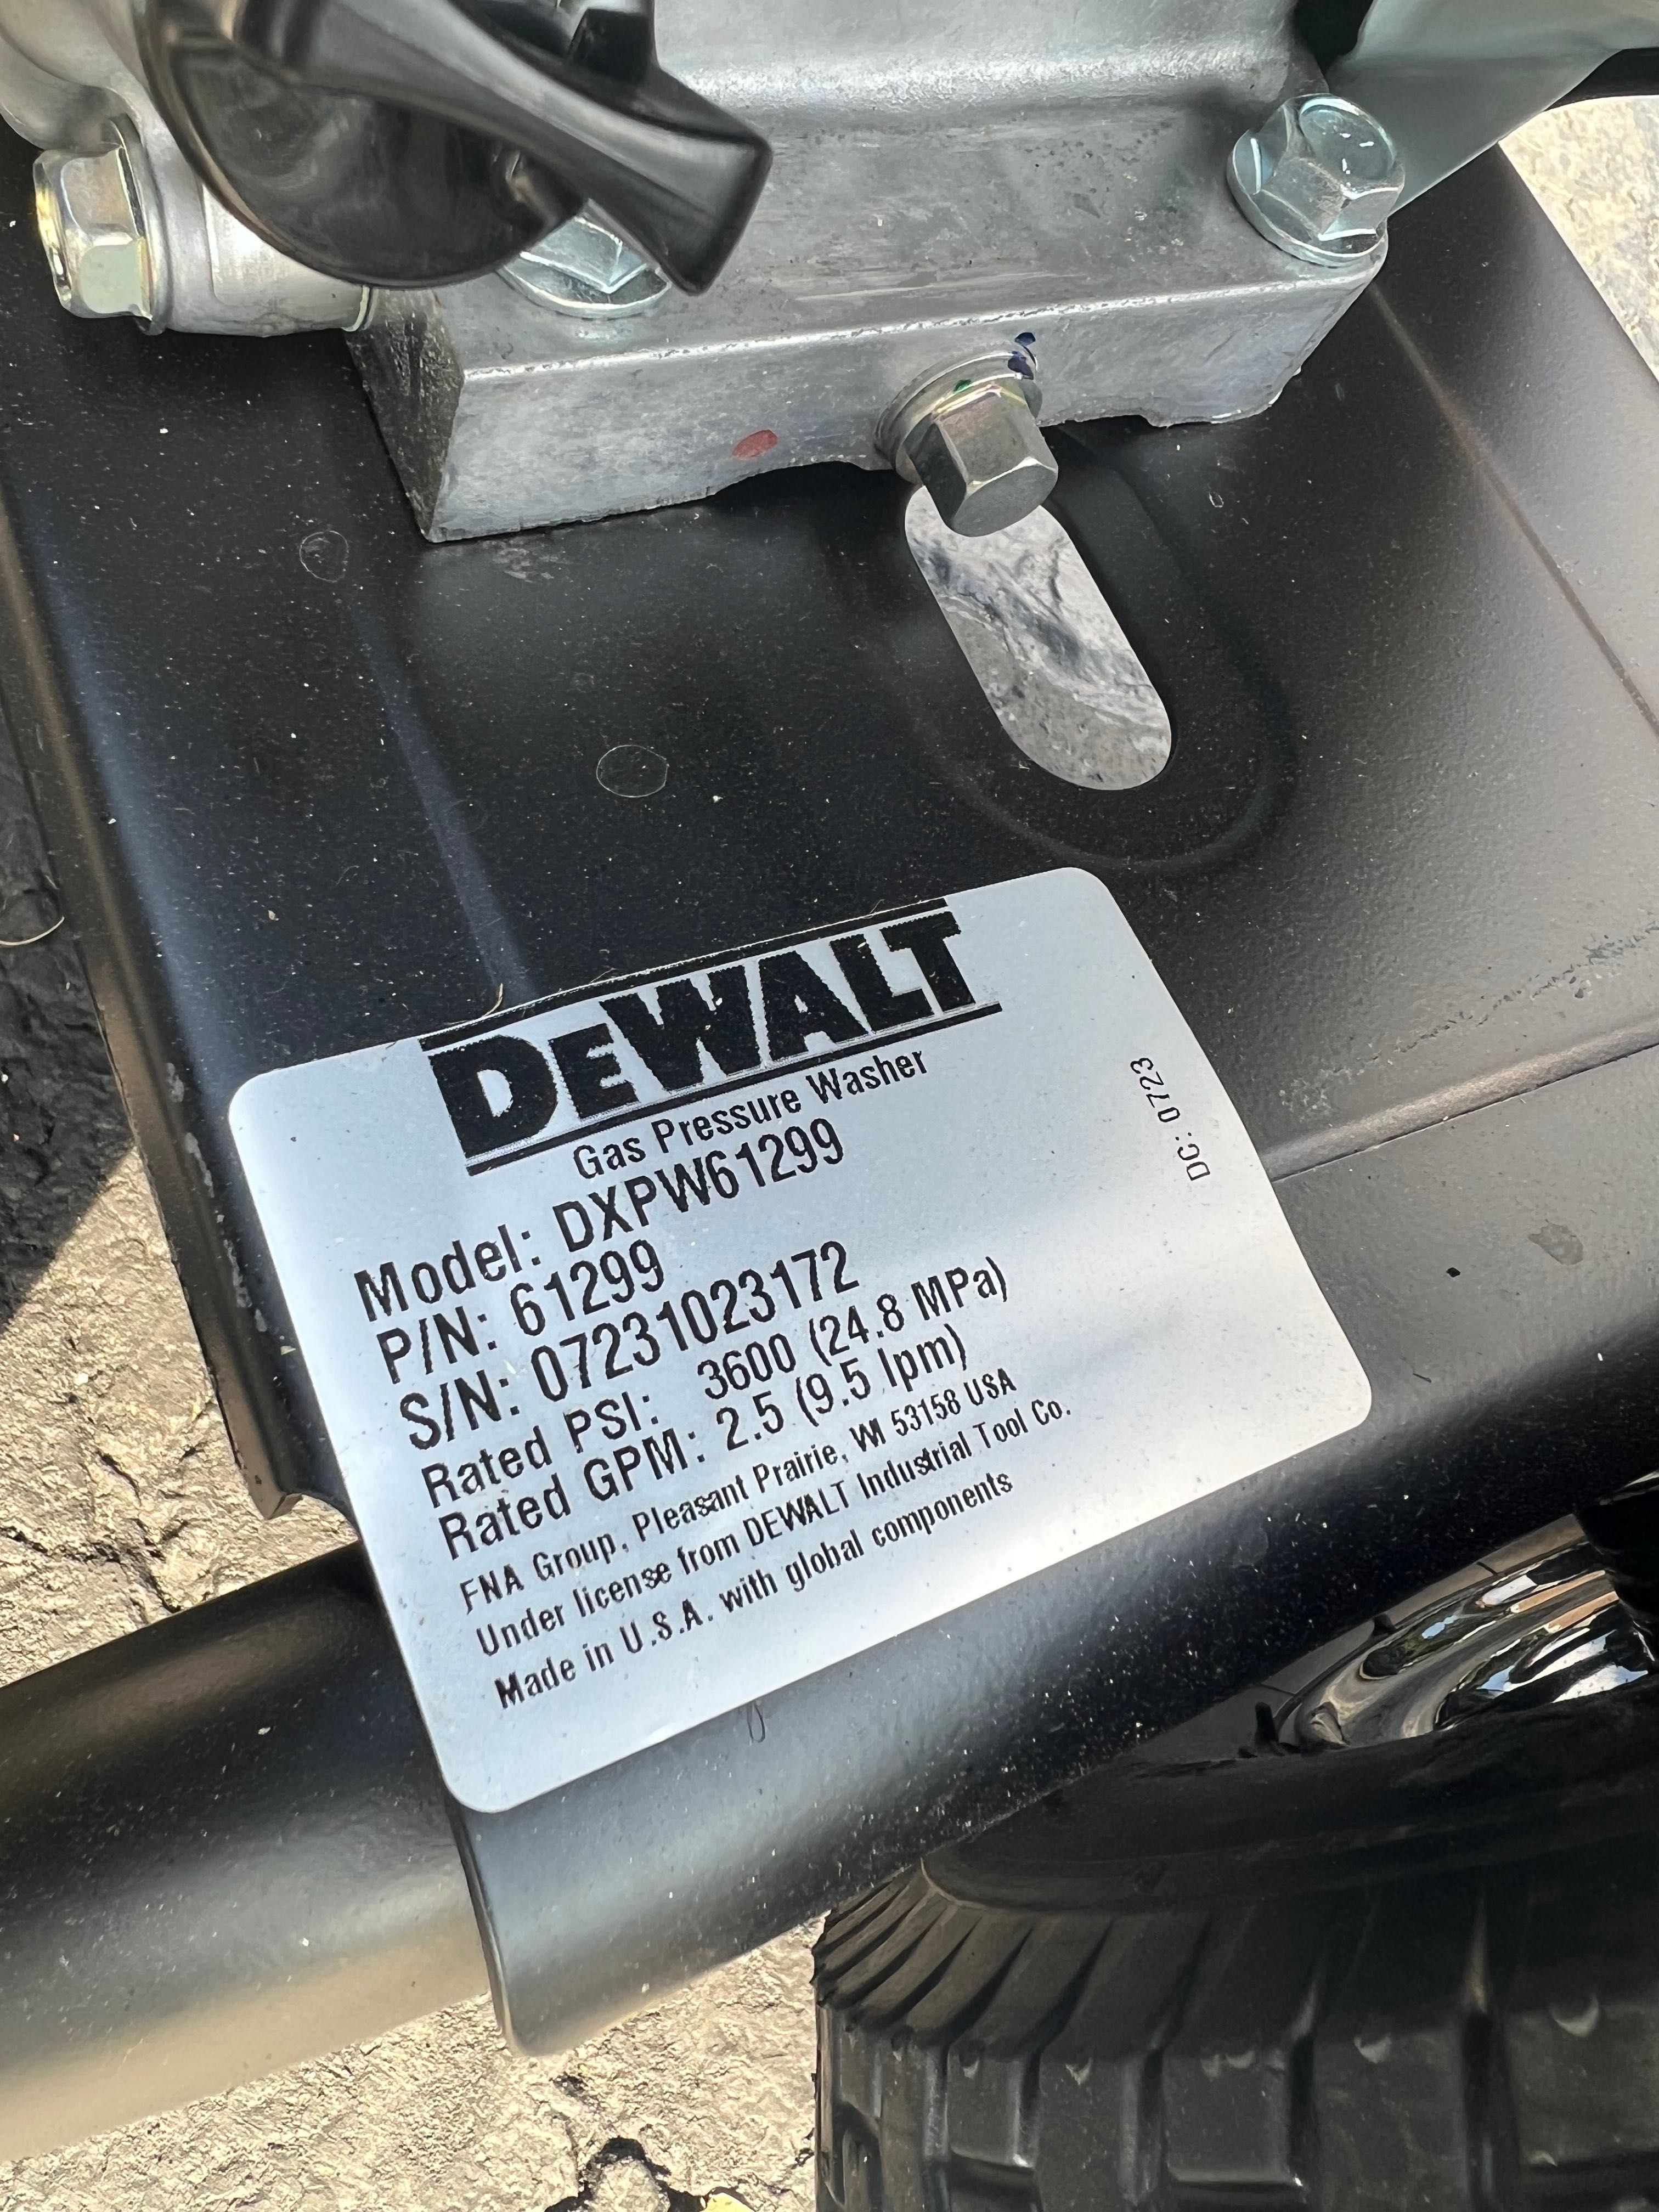 DEWALT
Gas Pressure Washer
Model: DXPW61299
P/N: 61299
S/N: 07231023172
Rated PSI: 3600 (24.8 MPa)
Rated GPM: 2.5 (9.5 lpm)
FNA Group, Pleasant Prairie, WI 53158 USA
Under license from DEWALT Industrial Tool Co.
Made in U.S.A. with global components
DC: 0723